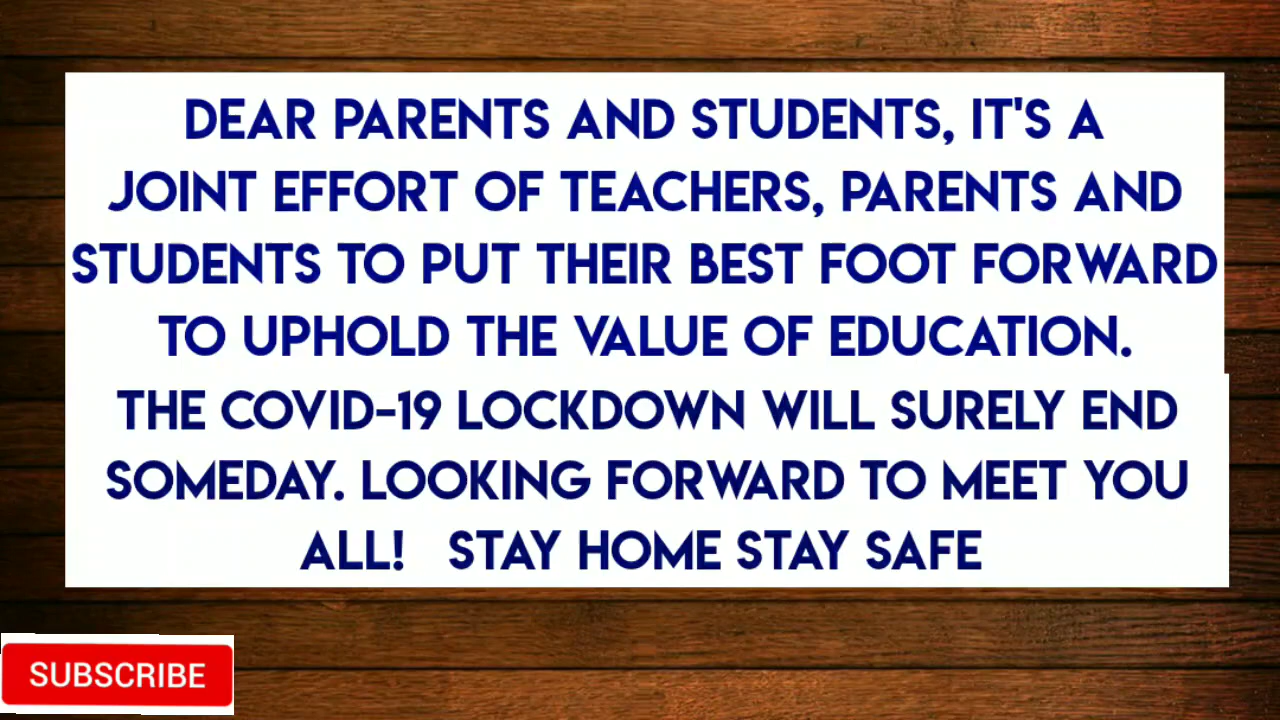 DEAR PARENTS AND STUDENTS, IT'S A
JOINT EFFORT OF TEACHERS, PARENTS AND
STUDENTS TO PUT THEIR BEST FOOT FORWARD
TO UPHOLD THE VALUE OF EDUCATION.
THE COVID-19 LOCKDOWN WILL SURELY END
SOMEDAY. LOOKING FORWARD TO MEET YOU
ALL! STAY HOME STAY SAFE
SUBSCRIBE